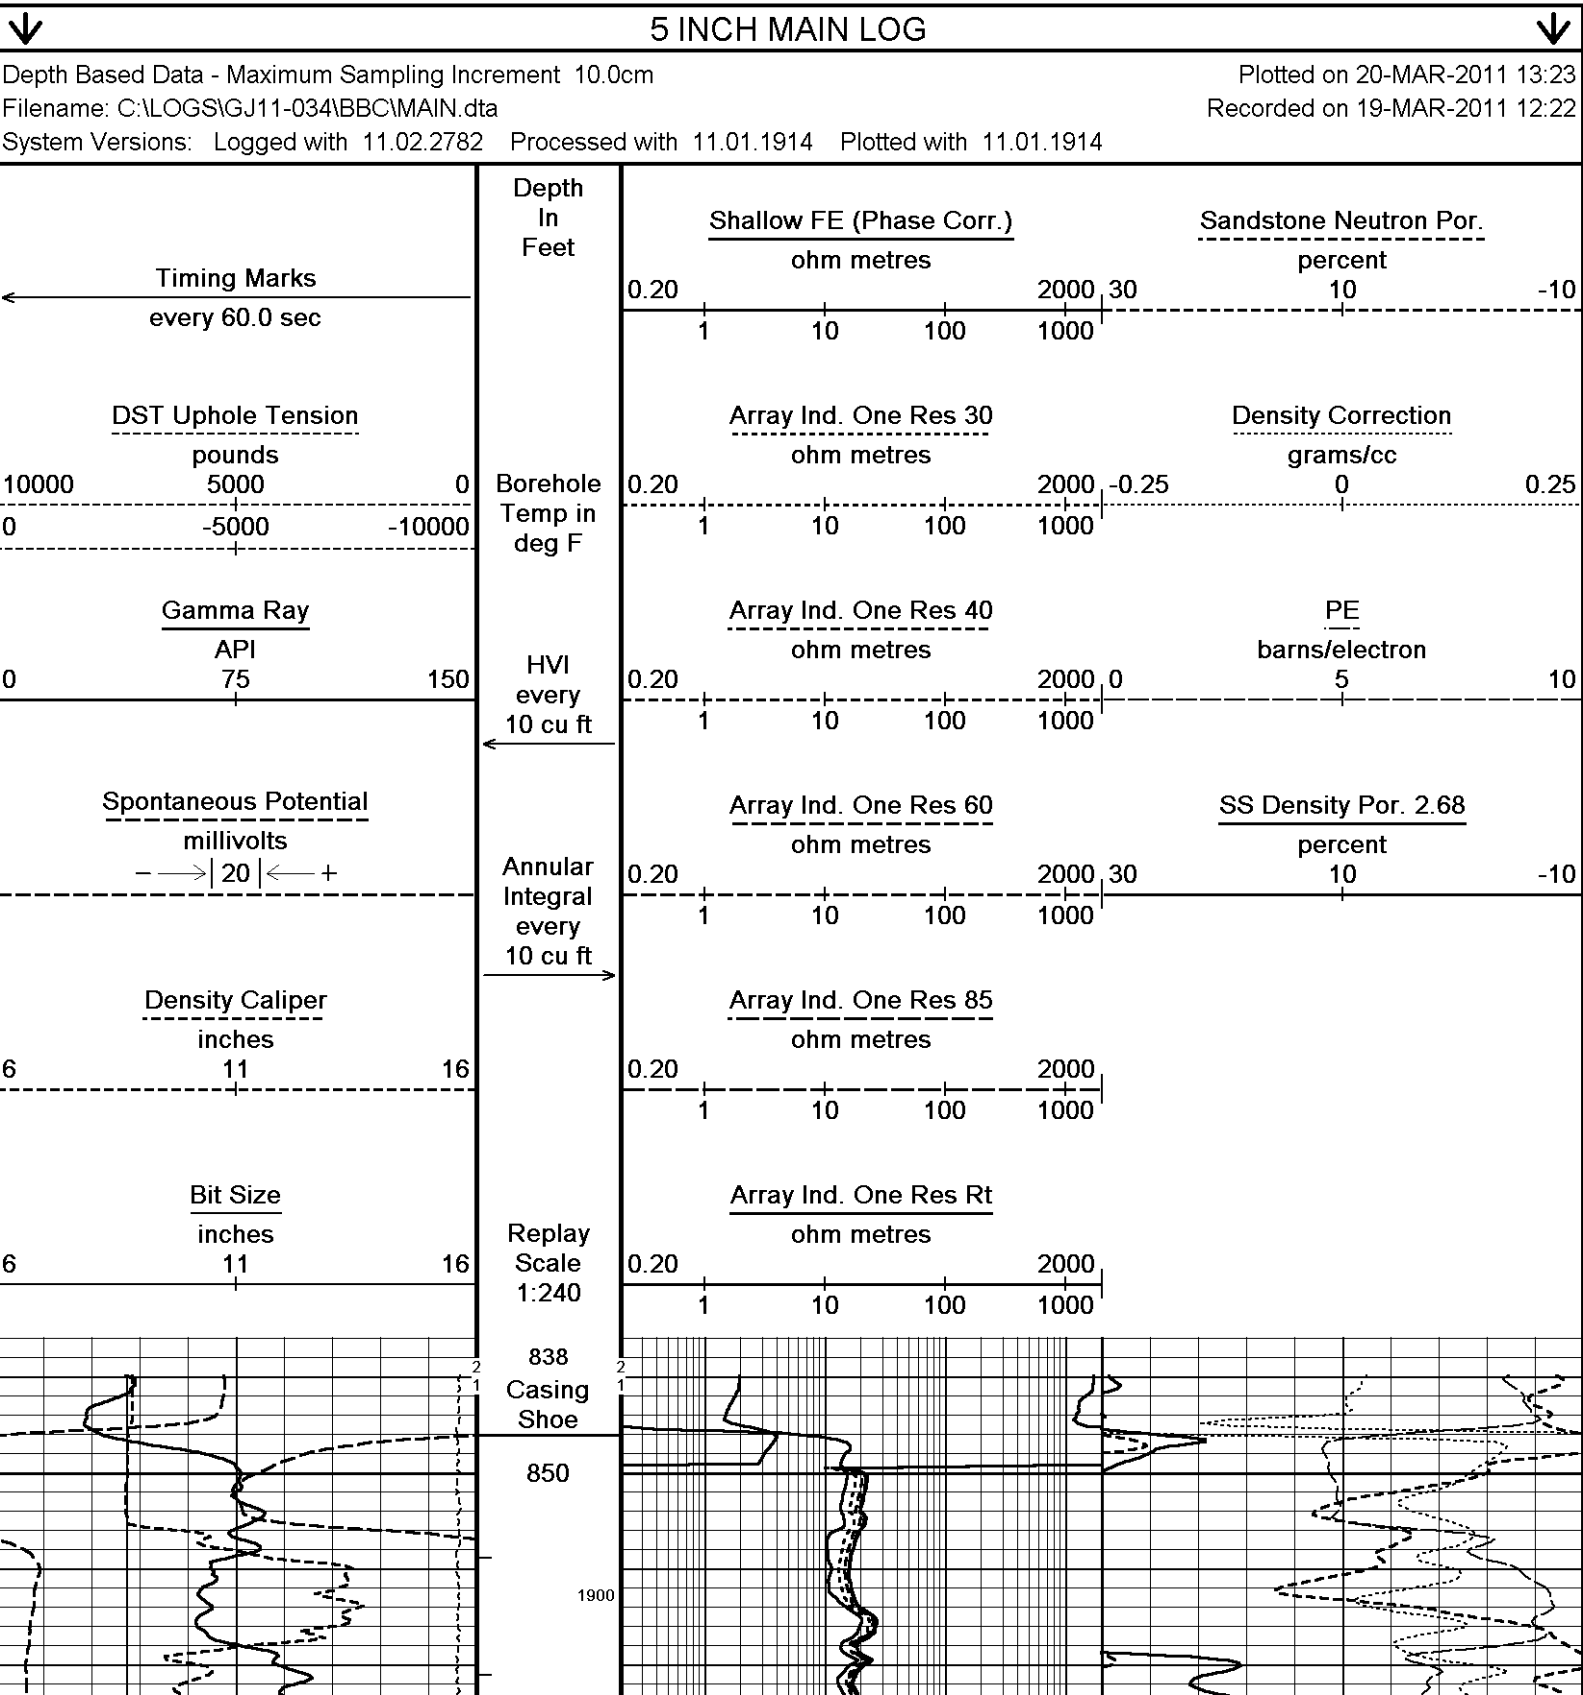 5 INCH MAIN LOG
Depth Based Data - Maximum Sampling Increment 10.0cm
Plotted on 20-MAR-2011 13:23
Filename: C:\LOGS\GJ11-034\BBC\MAIN.dta
Recorded on 19-MAR-2011 12:22
System Versions: Logged with 11.02.2782 Processed with 11.01.1914 Plotted with 11.01.1914
Timing Marks
every 60.0 sec
DST Uphole Tension
pounds
10000 5000 0
0 -5000 -10000
Gamma Ray
API
0 75 150
Spontaneous Potential
millivolts
− 20 +
Density Caliper
inches
6 11 16
Bit Size
inches
6 11 16
Depth
In
Feet
Borehole
Temp in
deg F
HVI
every
10 cu ft
Annular
Integral
every
10 cu ft
Replay
Scale
1:240
Shallow FE (Phase Corr.)
ohm metres
0.20 2000
1 10 100 1000
Array Ind. One Res 30
ohm metres
0.20 2000
1 10 100 1000
Array Ind. One Res 40
ohm metres
0.20 2000
1 10 100 1000
Array Ind. One Res 60
ohm metres
0.20 2000
1 10 100 1000
Array Ind. One Res 85
ohm metres
0.20 2000
1 10 100 1000
Array Ind. One Res Rt
ohm metres
0.20 2000
1 10 100 1000
Sandstone Neutron Por.
percent
30 10 -10
Density Correction
grams/cc
-0.25 0 0.25
PE
barns/electron
0 5 10
SS Density Por. 2.68
percent
30 10 -10
838
2 2
1 1
Casing
Shoe
850
1900